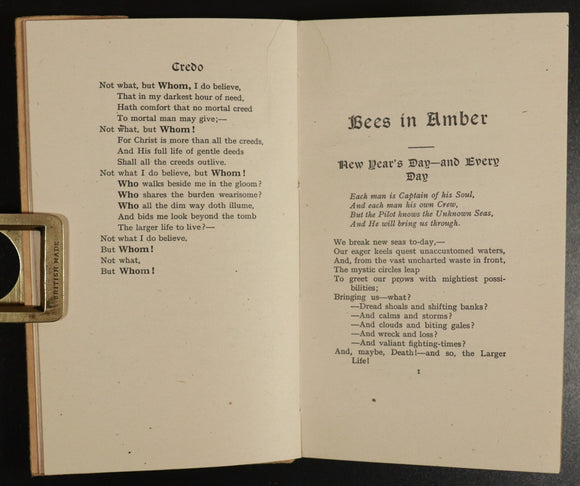 Credo
Not what, but Whom, I do believe,
That in my darkest hour of need,
Hath comfort that no mortal creed
To mortal man may give;—
Not what, but Whom!
For Christ is more than all the creeds,
And His full life of gentle deeds
Shall all the creeds outlive.
Not what I do believe, but Whom!
Who walks beside me in the gloom?
Who shares the burden wearisome?
Who all the dim way doth illume,
And bids me look beyond the tomb
The larger life to live?—
Not what I do believe,
But Whom!
Not what,
But Whom!
BRITISH MADE
Bees in Amber
New Year's Day—and Every
Day
Each man is Captain of his Soul,
And each man his own Crew,
But the Pilot knows the Unknown Seas,
And He will bring us through.
We break new seas to-day,—
Our eager keels quest unaccustomed waters,
And, from the vast uncharted waste in front,
The mystic circles leap
To greet our prows with mightiest possi-
bilities;
Bringing us—what?
—Dread shoals and shifting banks?
—And calms and storms?
—And clouds and biting gales?
—And wreck and loss?
—And valiant fighting-times?
And, maybe, Death!—and so, the Larger
Life!
1